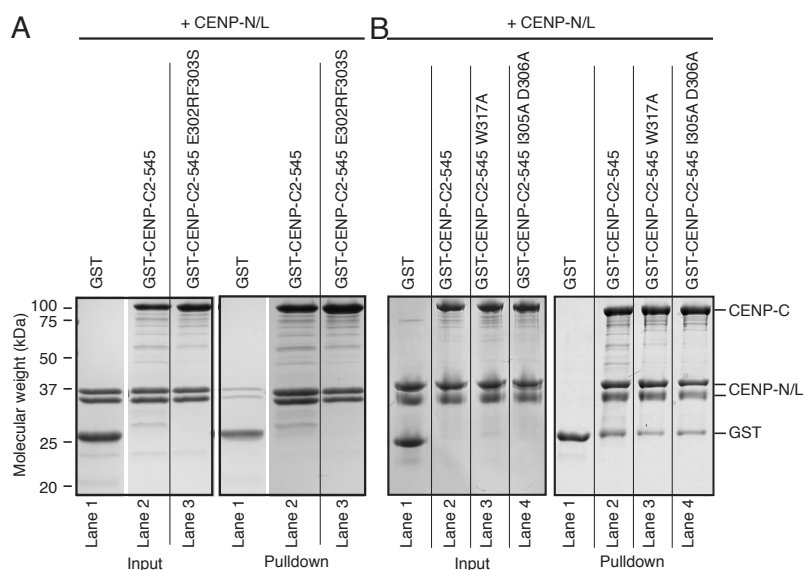 A
+ CENP-N/L
GST
GST-CENP-C2-545
GST-CENP-C2-545 E302RF303S
GST
GST-CENP-C2-545
GST-CENP-C2-545 E302RF303S
Molecular weight (kDa)
100
75
50
37
25
20
Lane 1
Lane 2
Lane 3
Lane 1
Lane 2
Lane 3
Input
Pulldown
B
+ CENP-N/L
GST
GST-CENP-C2-545
GST-CENP-C2-545 W317A
GST-CENP-C2-545 I305A D306A
GST
GST-CENP-C2-545
GST-CENP-C2-545 W317A
GST-CENP-C2-545 I305A D306A
CENP-C
CENP-N/L
GST
Lane 1
Lane 2
Lane 3
Lane 4
Lane 1
Lane 2
Lane 3
Lane 4
Input
Pulldown